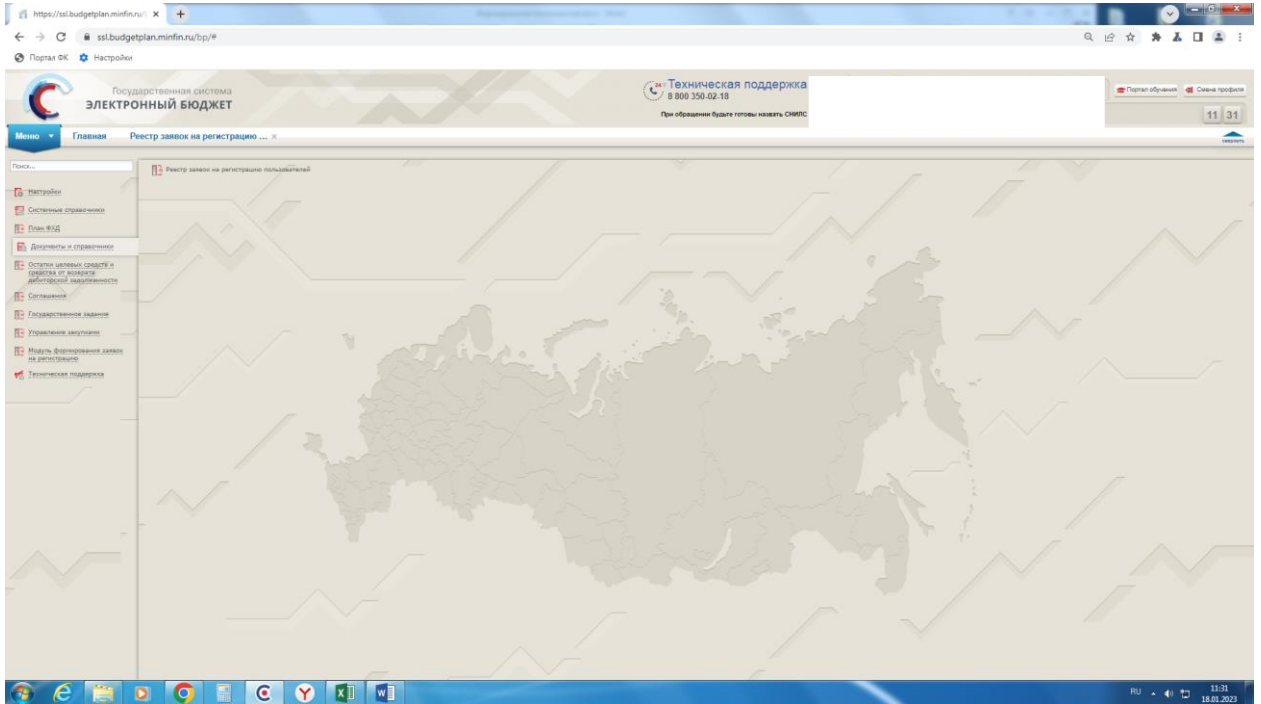 https://ssl.budgetplan.minfin.ru/
ssl.budgetplan.minfin.ru/bp/#
Портал ФК Настройки
Государственная система
ЭЛЕКТРОННЫЙ БЮДЖЕТ
Техническая поддержка
8 800 350-02-18
При обращении будьте готовы назвать СНИЛС
Портал обучения Смена профиля
11 31
Меню Главная Реестр заявок на регистрацию ... ×
свернуть
Поиск...
Реестр заявок на регистрацию пользователей
Настройки
Системные справочники
План ФХД
Документы и справочники
Остатки целевых средств и
средства от возврата
дебиторской задолженности
Соглашения
Государственное задание
Управление закупками
Модуль формирования заявок
на регистрацию
Техническая поддержка
RU
11:31
18.01.2023